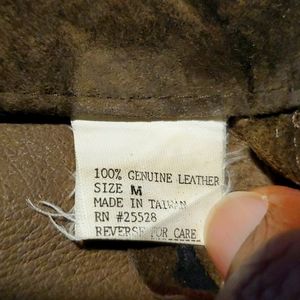 100% GENUINE LEATHER
SIZE M
MADE IN TAIWAN
RN #25528
REVERSE FOR CARE